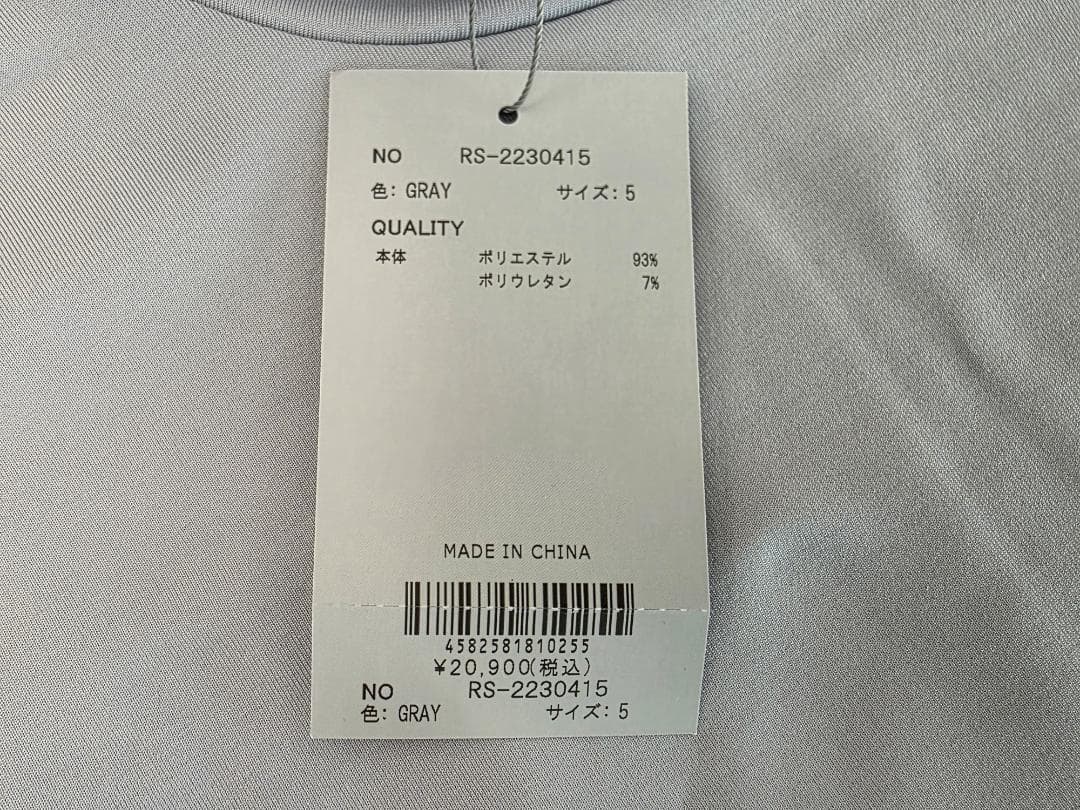 NO RS-2230415
色: GRAY サイズ: 5
QUALITY
本体 ポリエステル 93%
ポリウレタン 7%
MADE IN CHINA
4582581810255
¥20,900(税込)
NO RS-2230415
色: GRAY サイズ: 5